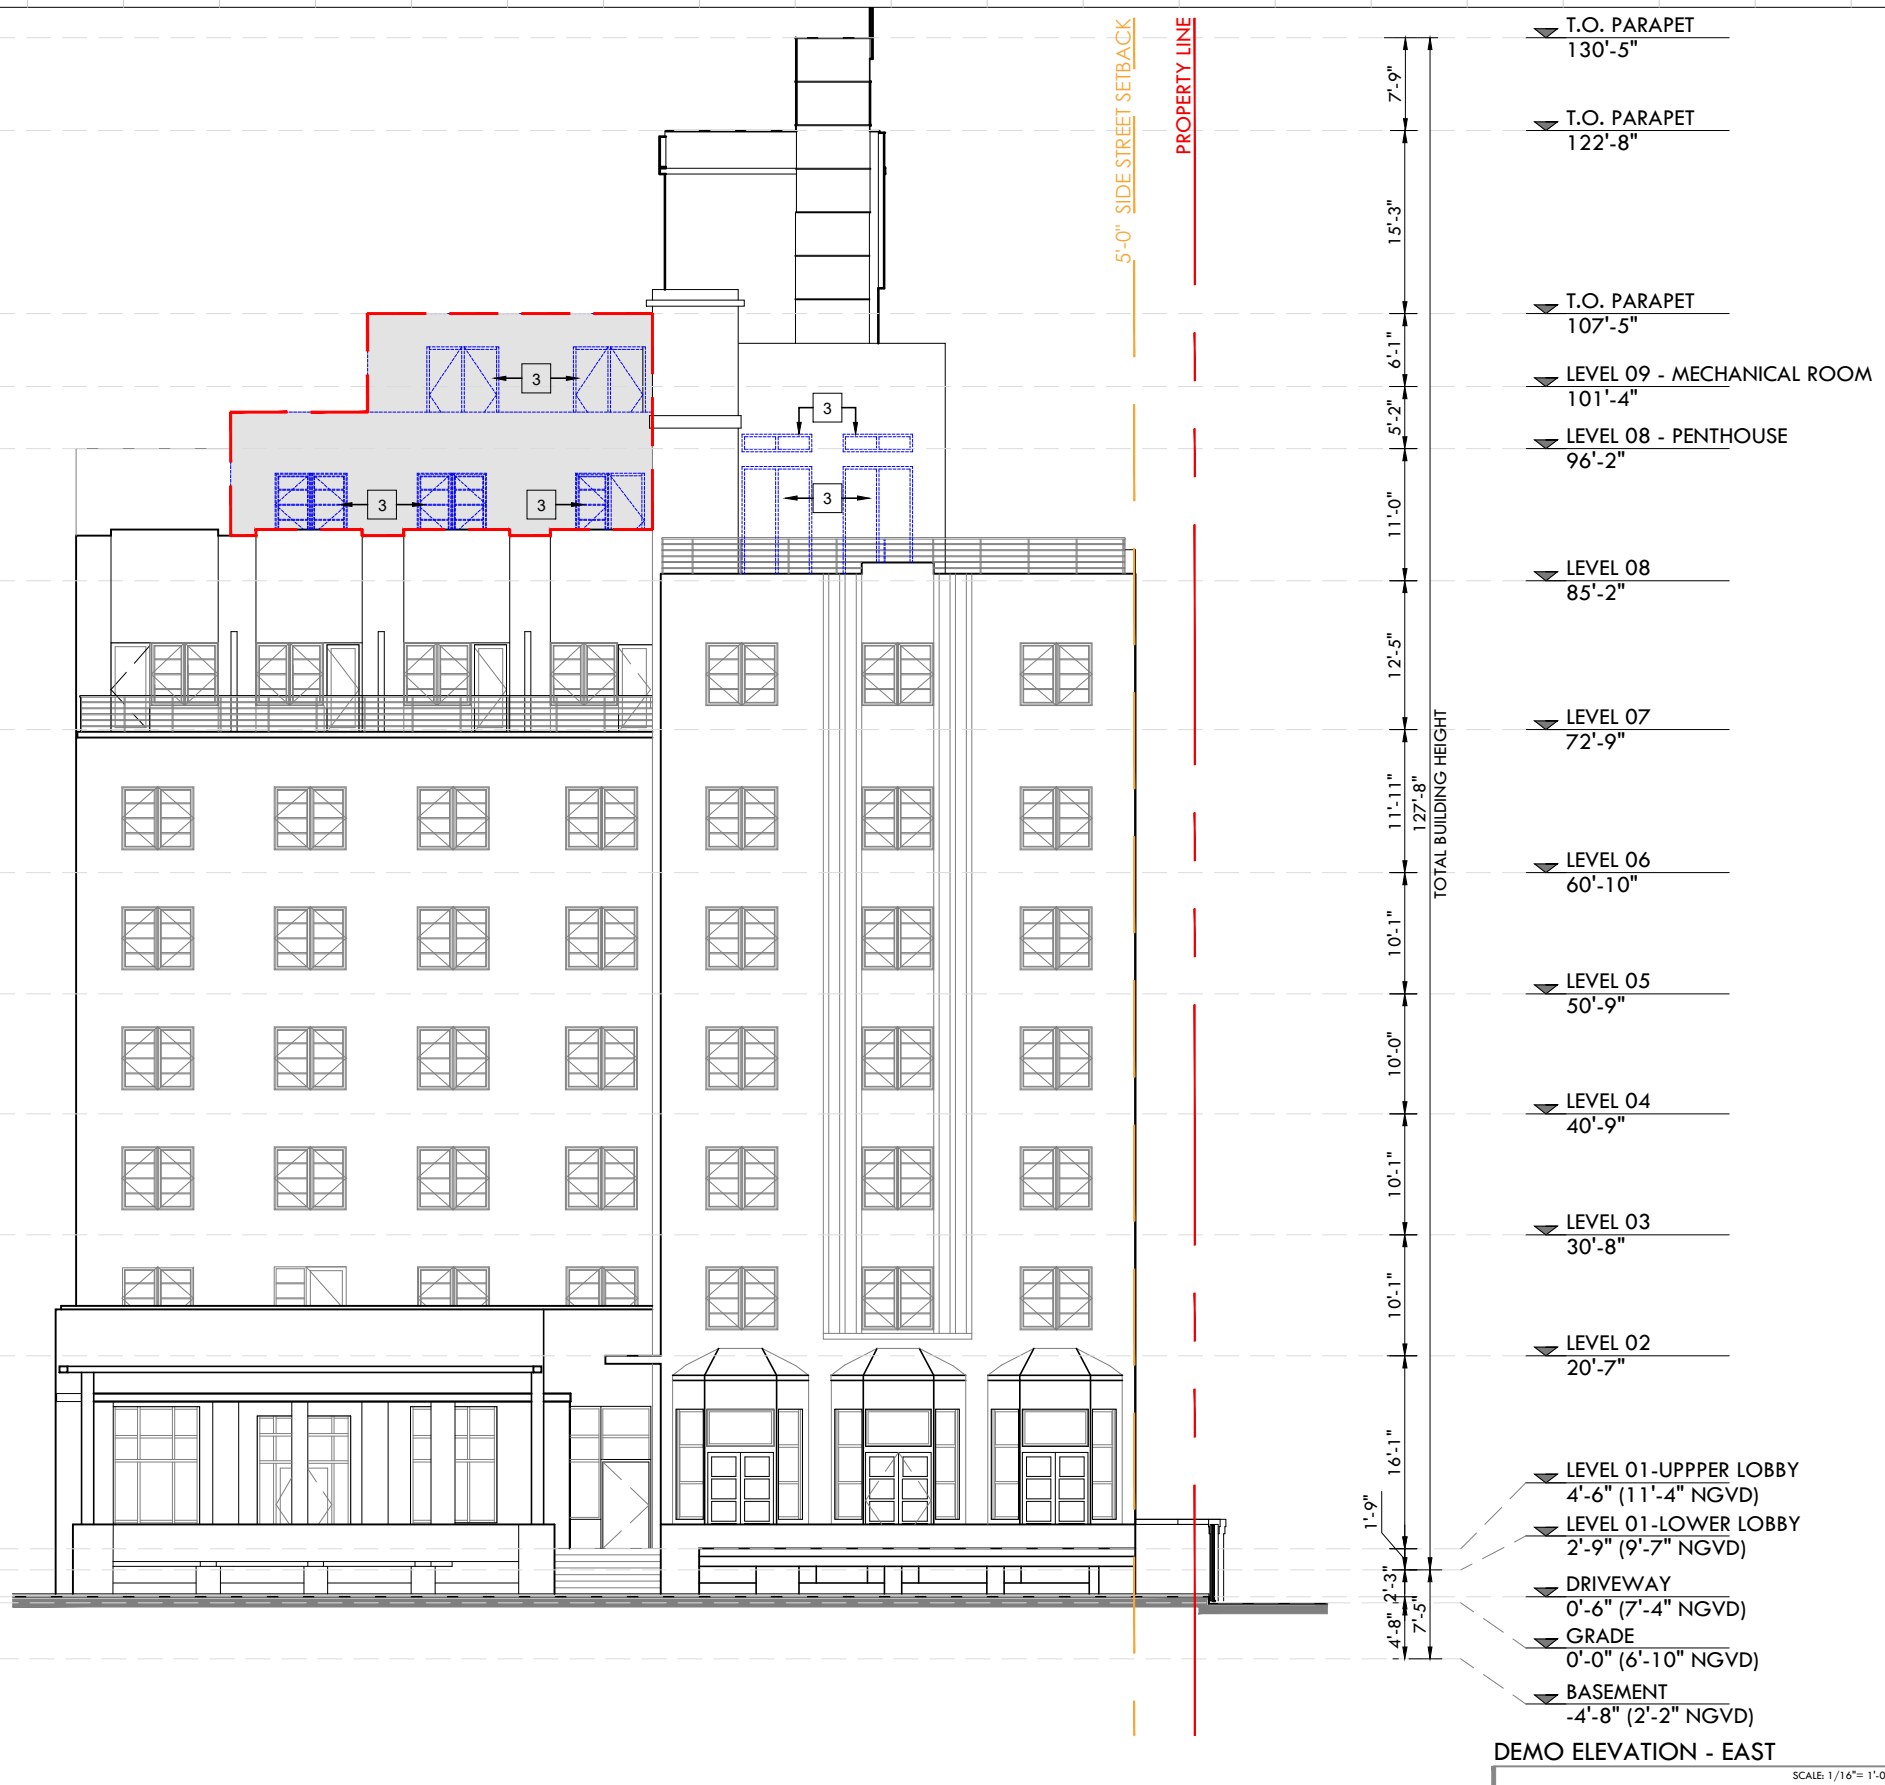 T.O. PARAPET
130'-5"
T.O. PARAPET
122'-8"
T.O. PARAPET
107'-5"
LEVEL 09 - MECHANICAL ROOM
101'-4"
LEVEL 08 - PENTHOUSE
96'-2"
LEVEL 08
85'-2"
LEVEL 07
72'-9"
LEVEL 06
60'-10"
LEVEL 05
50'-9"
LEVEL 04
40'-9"
LEVEL 03
30'-8"
LEVEL 02
20'-7"
LEVEL 01-UPPPER LOBBY
4'-6" (11'-4" NGVD)
LEVEL 01-LOWER LOBBY
2'-9" (9'-7" NGVD)
DRIVEWAY
0'-6" (7'-4" NGVD)
GRADE
0'-0" (6'-10" NGVD)
BASEMENT
-4'-8" (2'-2" NGVD)
5'-0" SIDE STREET SETBACK
PROPERTY LINE
7'-9"
15'-3"
6'-1"
5'-2"
11'-0"
12'-5"
11'-11"
10'-1"
10'-0"
10'-1"
10'-1"
16'-1"
1'-9"
2'-3"
4'-8"
7'-5"
127'-8"
TOTAL BUILDING HEIGHT
3
3
3
3
3
3
DEMO ELEVATION - EAST
SCALE: 1/16"= 1'-0